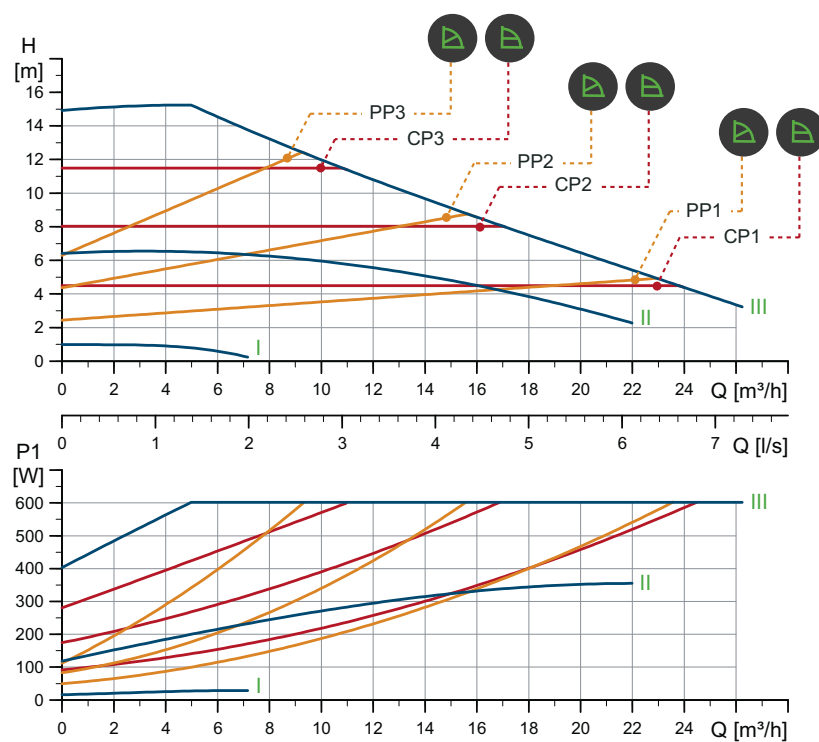 H
[m]
16
14
12
10
8
6
4
2
0
PP3
CP3
PP2
CP2
PP1
CP1
I
II
III
0 2 4 6 8 10 12 14 16 18 20 22 24 Q [m³/h]
0 1 2 3 4 5 6 7 Q [l/s]
P1
[W]
600
500
400
300
200
100
0
III
II
I
0 2 4 6 8 10 12 14 16 18 20 22 24 Q [m³/h]